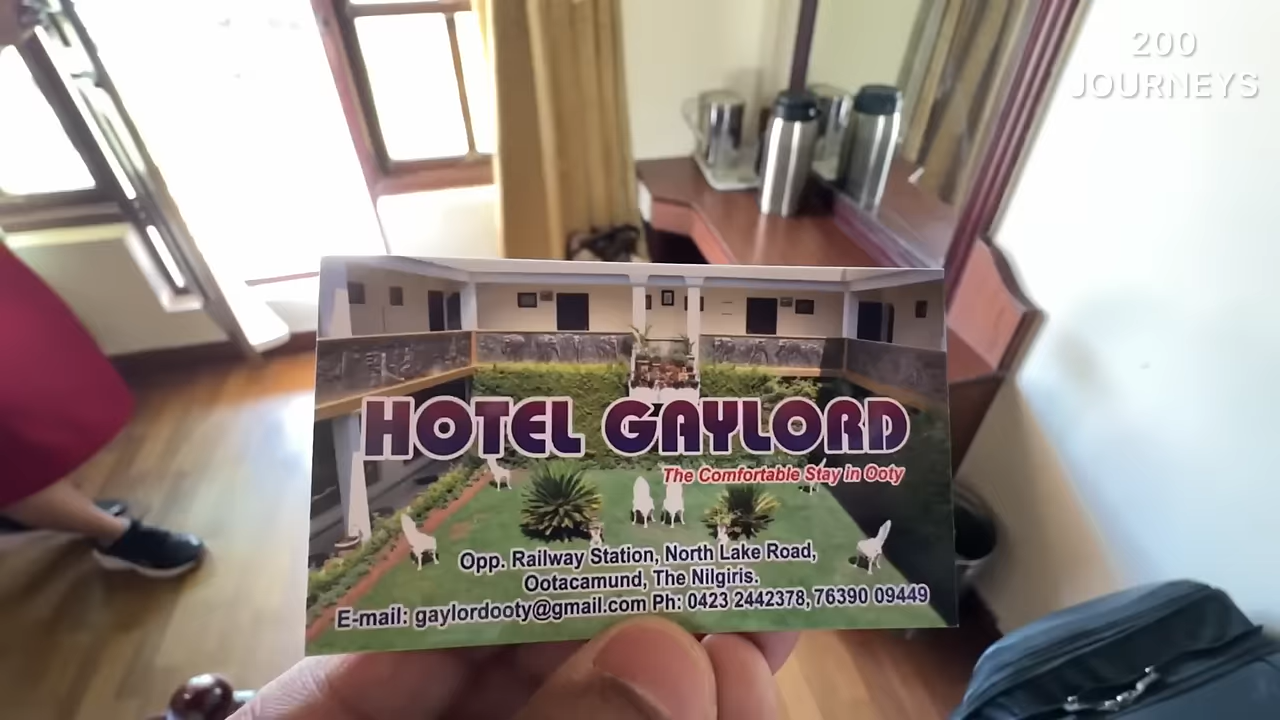 200
JOURNEYS
HOTEL GAYLORD
The Comfortable Stay in Ooty
Opp. Railway Station, North Lake Road,
Ootacamund, The Nilgiris.
E-mail: gaylordooty@gmail.com Ph: 0423 2442378, 76390 09449